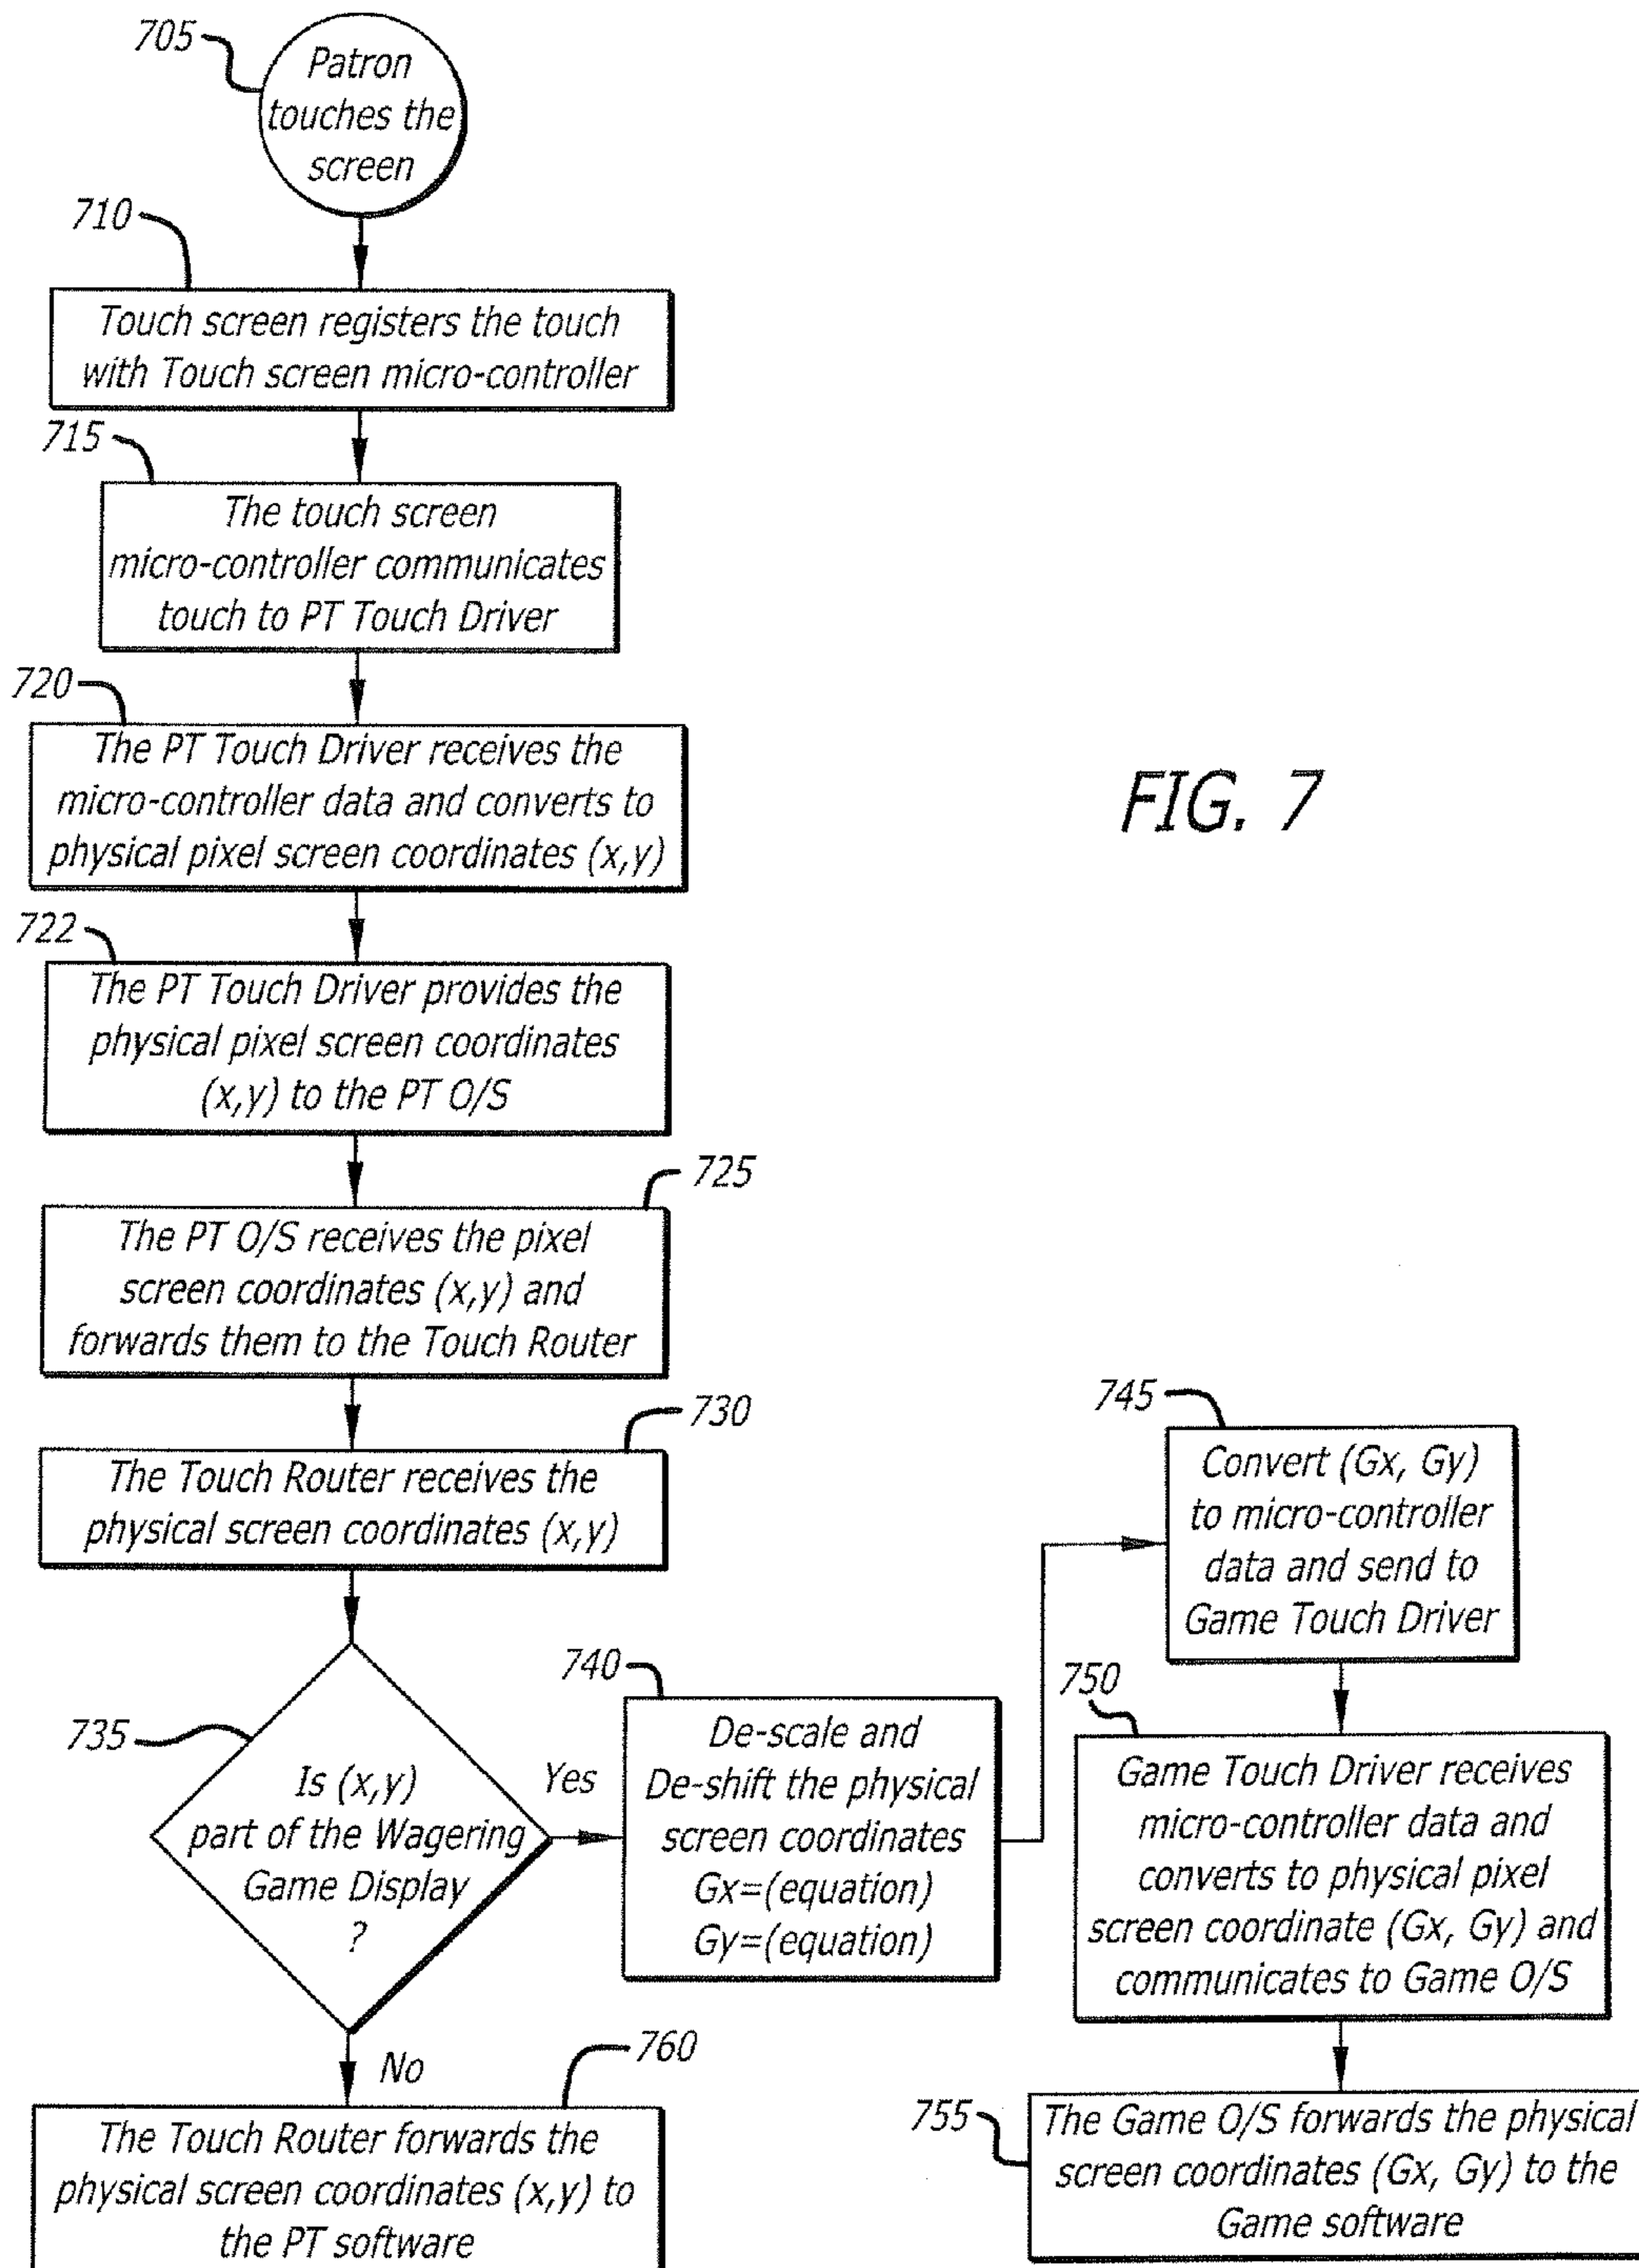 705
Patron
touches the
screen
710
Touch screen registers the touch
with Touch screen micro-controller
715
The touch screen
micro-controller communicates
touch to PT Touch Driver
720
The PT Touch Driver receives the
micro-controller data and converts to
physical pixel screen coordinates (x,y)
FIG. 7
722
The PT Touch Driver provides the
physical pixel screen coordinates
(x,y) to the PT O/S
725
The PT O/S receives the pixel
screen coordinates (x,y) and
forwards them to the Touch Router
730
The Touch Router receives the
physical screen coordinates (x,y)
735
Is (x,y)
part of the Wagering
Game Display
?
Yes
No
740
De-scale and
De-shift the physical
screen coordinates
Gx=(equation)
Gy=(equation)
745
Convert (Gx, Gy)
to micro-controller
data and send to
Game Touch Driver
750
Game Touch Driver receives
micro-controller data and
converts to physical pixel
screen coordinate (Gx, Gy) and
communicates to Game O/S
755
The Game O/S forwards the physical
screen coordinates (Gx, Gy) to the
Game software
760
The Touch Router forwards the
physical screen coordinates (x,y) to
the PT software